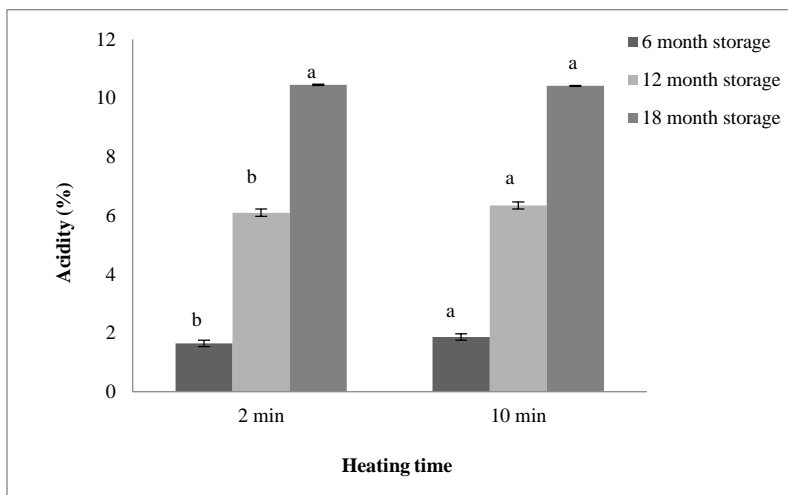 12
10
8
6
4
2
0
Acidity (%)
b
b
a
a
a
a
2 min
10 min
Heating time
6 month storage
12 month storage
18 month storage